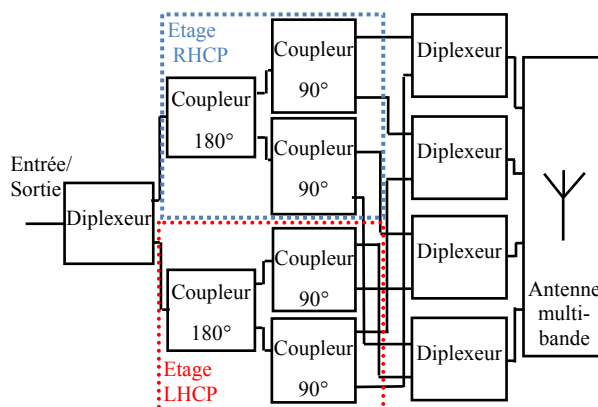 Etage
RHCP
Coupleur
180°
Coupleur
90°
Coupleur
90°
Diplexeur
Diplexeur
Diplexeur
Diplexeur
Entrée/
Sortie
Diplexeur
Coupleur
180°
Coupleur
90°
Coupleur
90°
Etage
LHCP
Antenne
multi-
bande